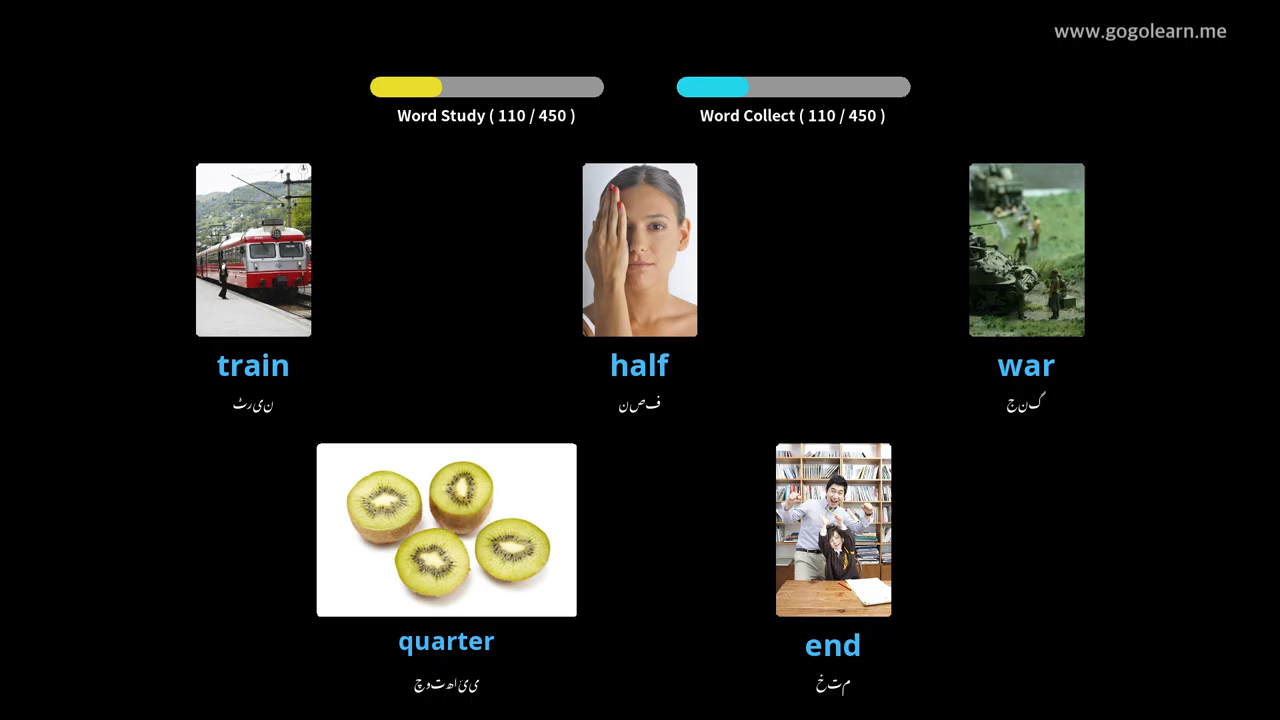 www.gogolearn.me
Word Study ( 110 / 450 )
Word Collect ( 110 / 450 )
train
ٹرین
half
نصف
war
جنگ
quarter
چوتھائی
end
ختم